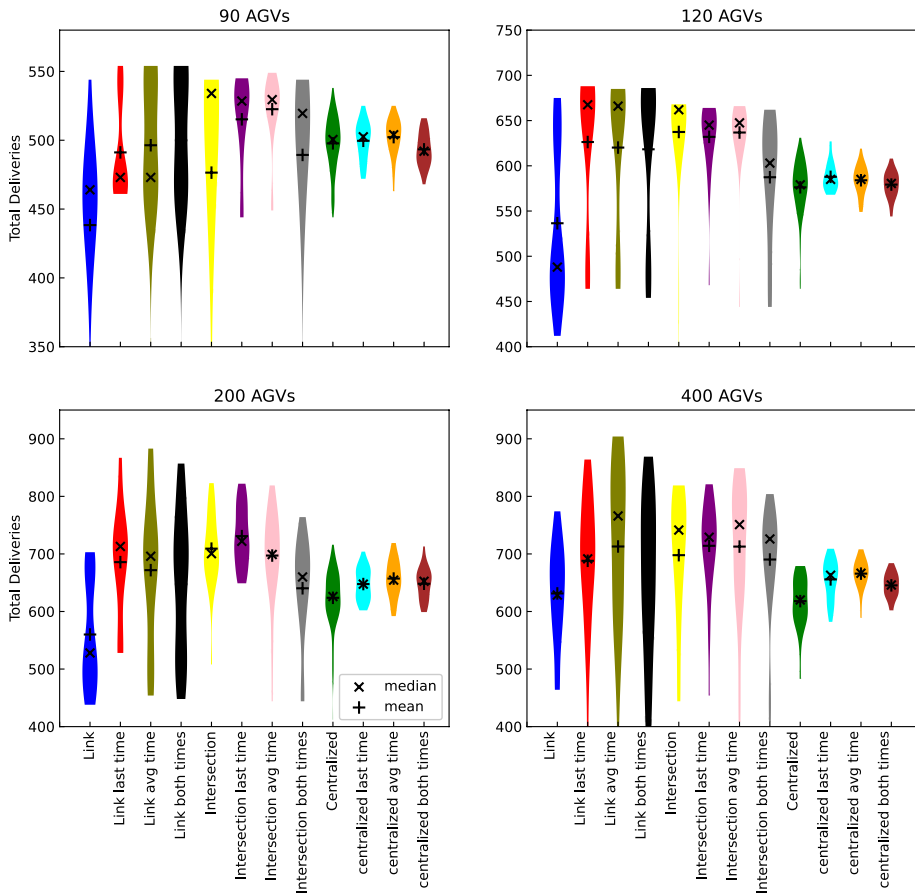 90 AGVs
120 AGVs
Total Deliveries
550
500
450
400
350
750
700
650
600
550
500
450
400
200 AGVs
400 AGVs
Total Deliveries
900
800
700
600
500
400
900
800
700
600
500
400
median
mean
Link
Link last time
Link avg time
Link both times
Intersection
Intersection last time
Intersection avg time
Intersection both times
Centralized
centralized last time
centralized avg time
centralized both times
Link
Link last time
Link avg time
Link both times
Intersection
Intersection last time
Intersection avg time
Intersection both times
Centralized
centralized last time
centralized avg time
centralized both times